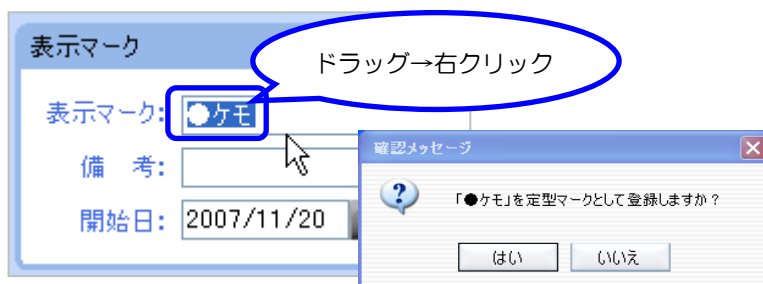 表示マーク
ドラッグ→右クリック
表示マーク:
●ケモ
備　考:
開始日:
2007/11/20
確認メッセージ
「●ケモ」を定型マークとして登録しますか？
はい
いいえ